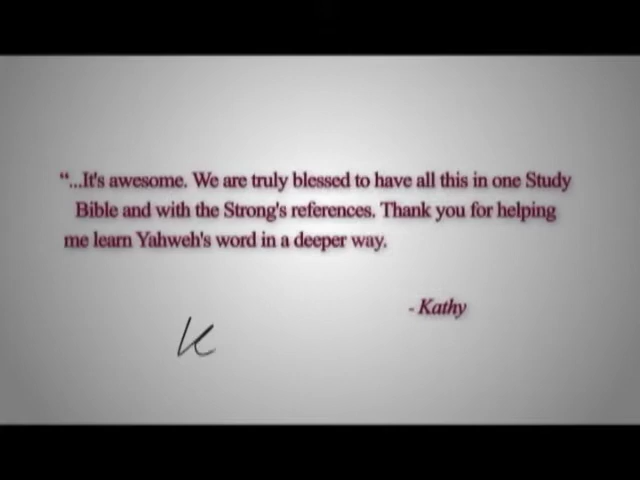 “...It's awesome. We are truly blessed to have all this in one Study
Bible and with the Strong's references. Thank you for helping
me learn Yahweh's word in a deeper way.
- Kathy
K